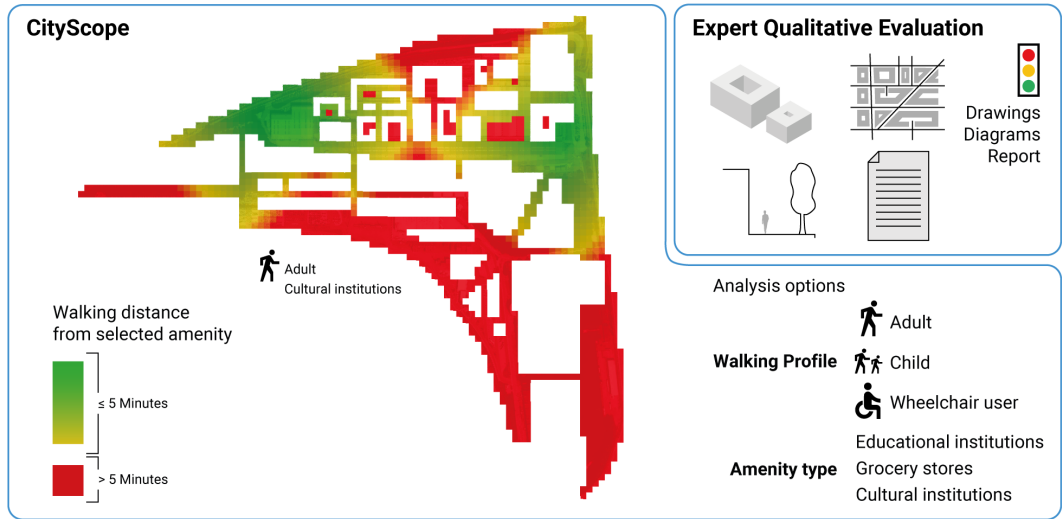 CityScope
Adult
Cultural institutions
Walking distance
from selected amenity
≤ 5 Minutes
> 5 Minutes
Expert Qualitative Evaluation
Drawings
Diagrams
Report
Analysis options
Walking Profile
Adult
Child
Wheelchair user
Amenity type
Educational institutions
Grocery stores
Cultural institutions